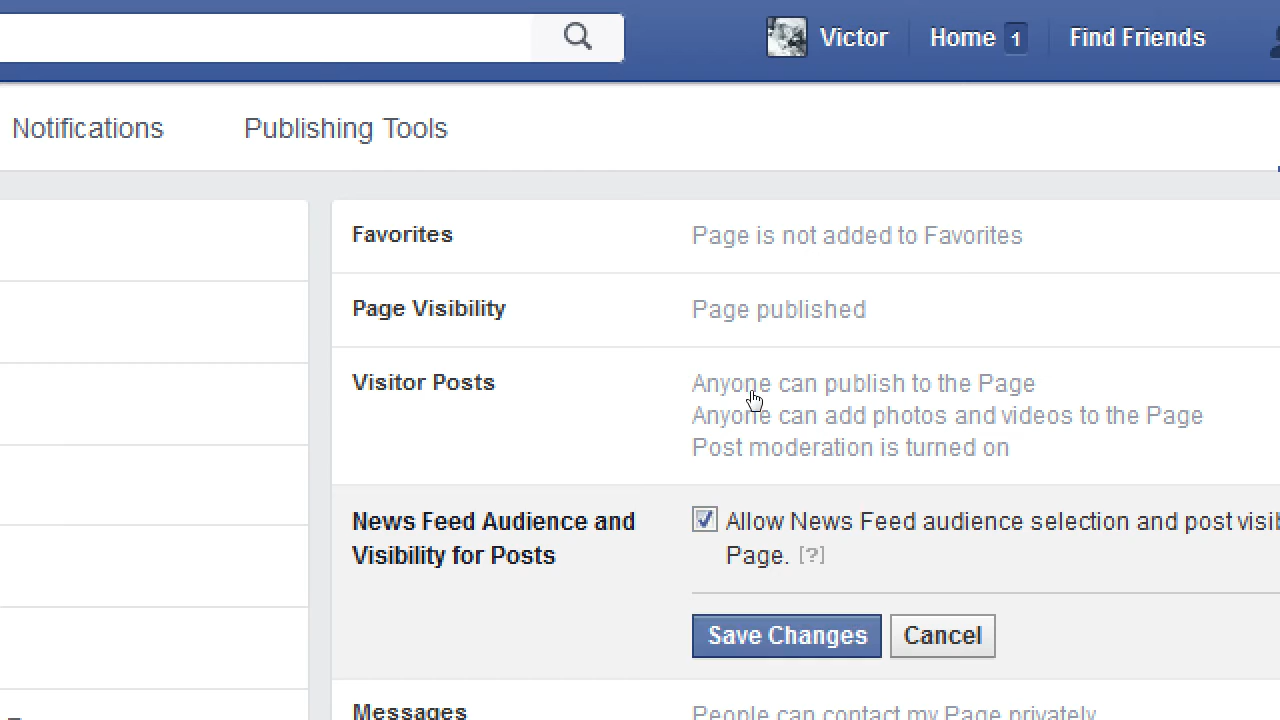 Victor Home 1 Find Friends
Notifications Publishing Tools
Favorites Page is not added to Favorites
Page Visibility Page published
Visitor Posts Anyone can publish to the Page
Anyone can add photos and videos to the Page
Post moderation is turned on
News Feed Audience and Allow News Feed audience selection and post
Visibility for Posts Page. [?]
Save Changes Cancel
Messages People can contact my Page privately.